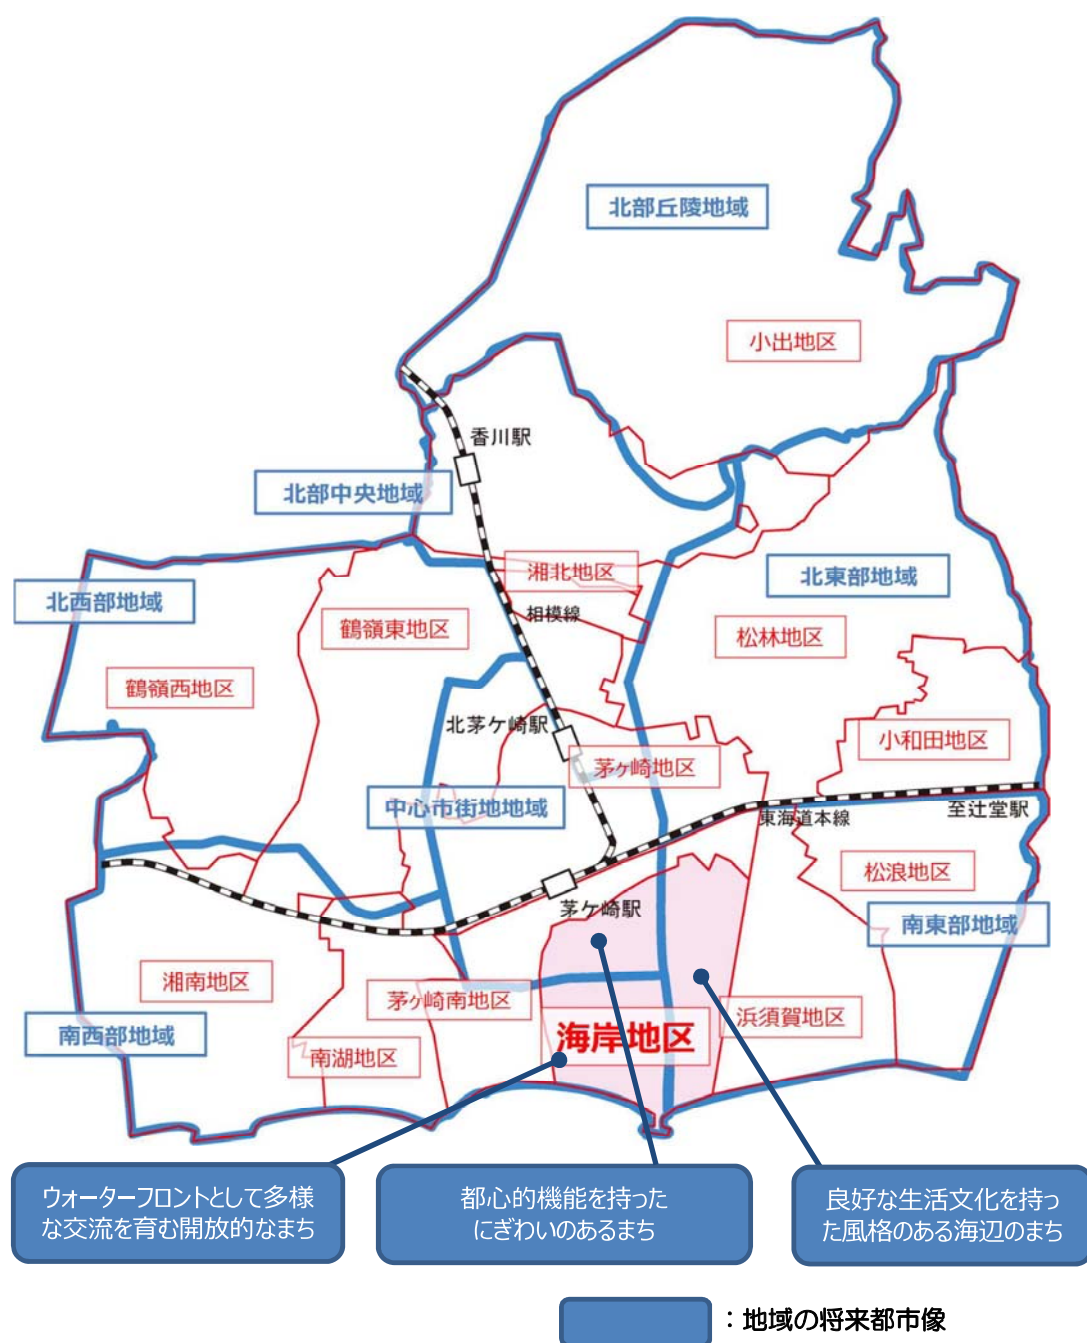 北部丘陵地域
小出地区
香川駅
北部中央地域
湘北地区
北東部地域
北西部地域
相模線
鶴嶺東地区
松林地区
鶴嶺西地区
北茅ケ崎駅
小和田地区
茅ヶ崎地区
中心市街地地域
東海道本線
至辻堂駅
松浪地区
茅ケ崎駅
南東部地域
湘南地区
茅ヶ崎南地区
浜須賀地区
南西部地域
海岸地区
南湖地区
ウォーターフロントとして多様
な交流を育む開放的なまち
都心的機能を持った
にぎわいのあるまち
良好な生活文化を持っ
た風格のある海辺のまち
:地域の将来都市像